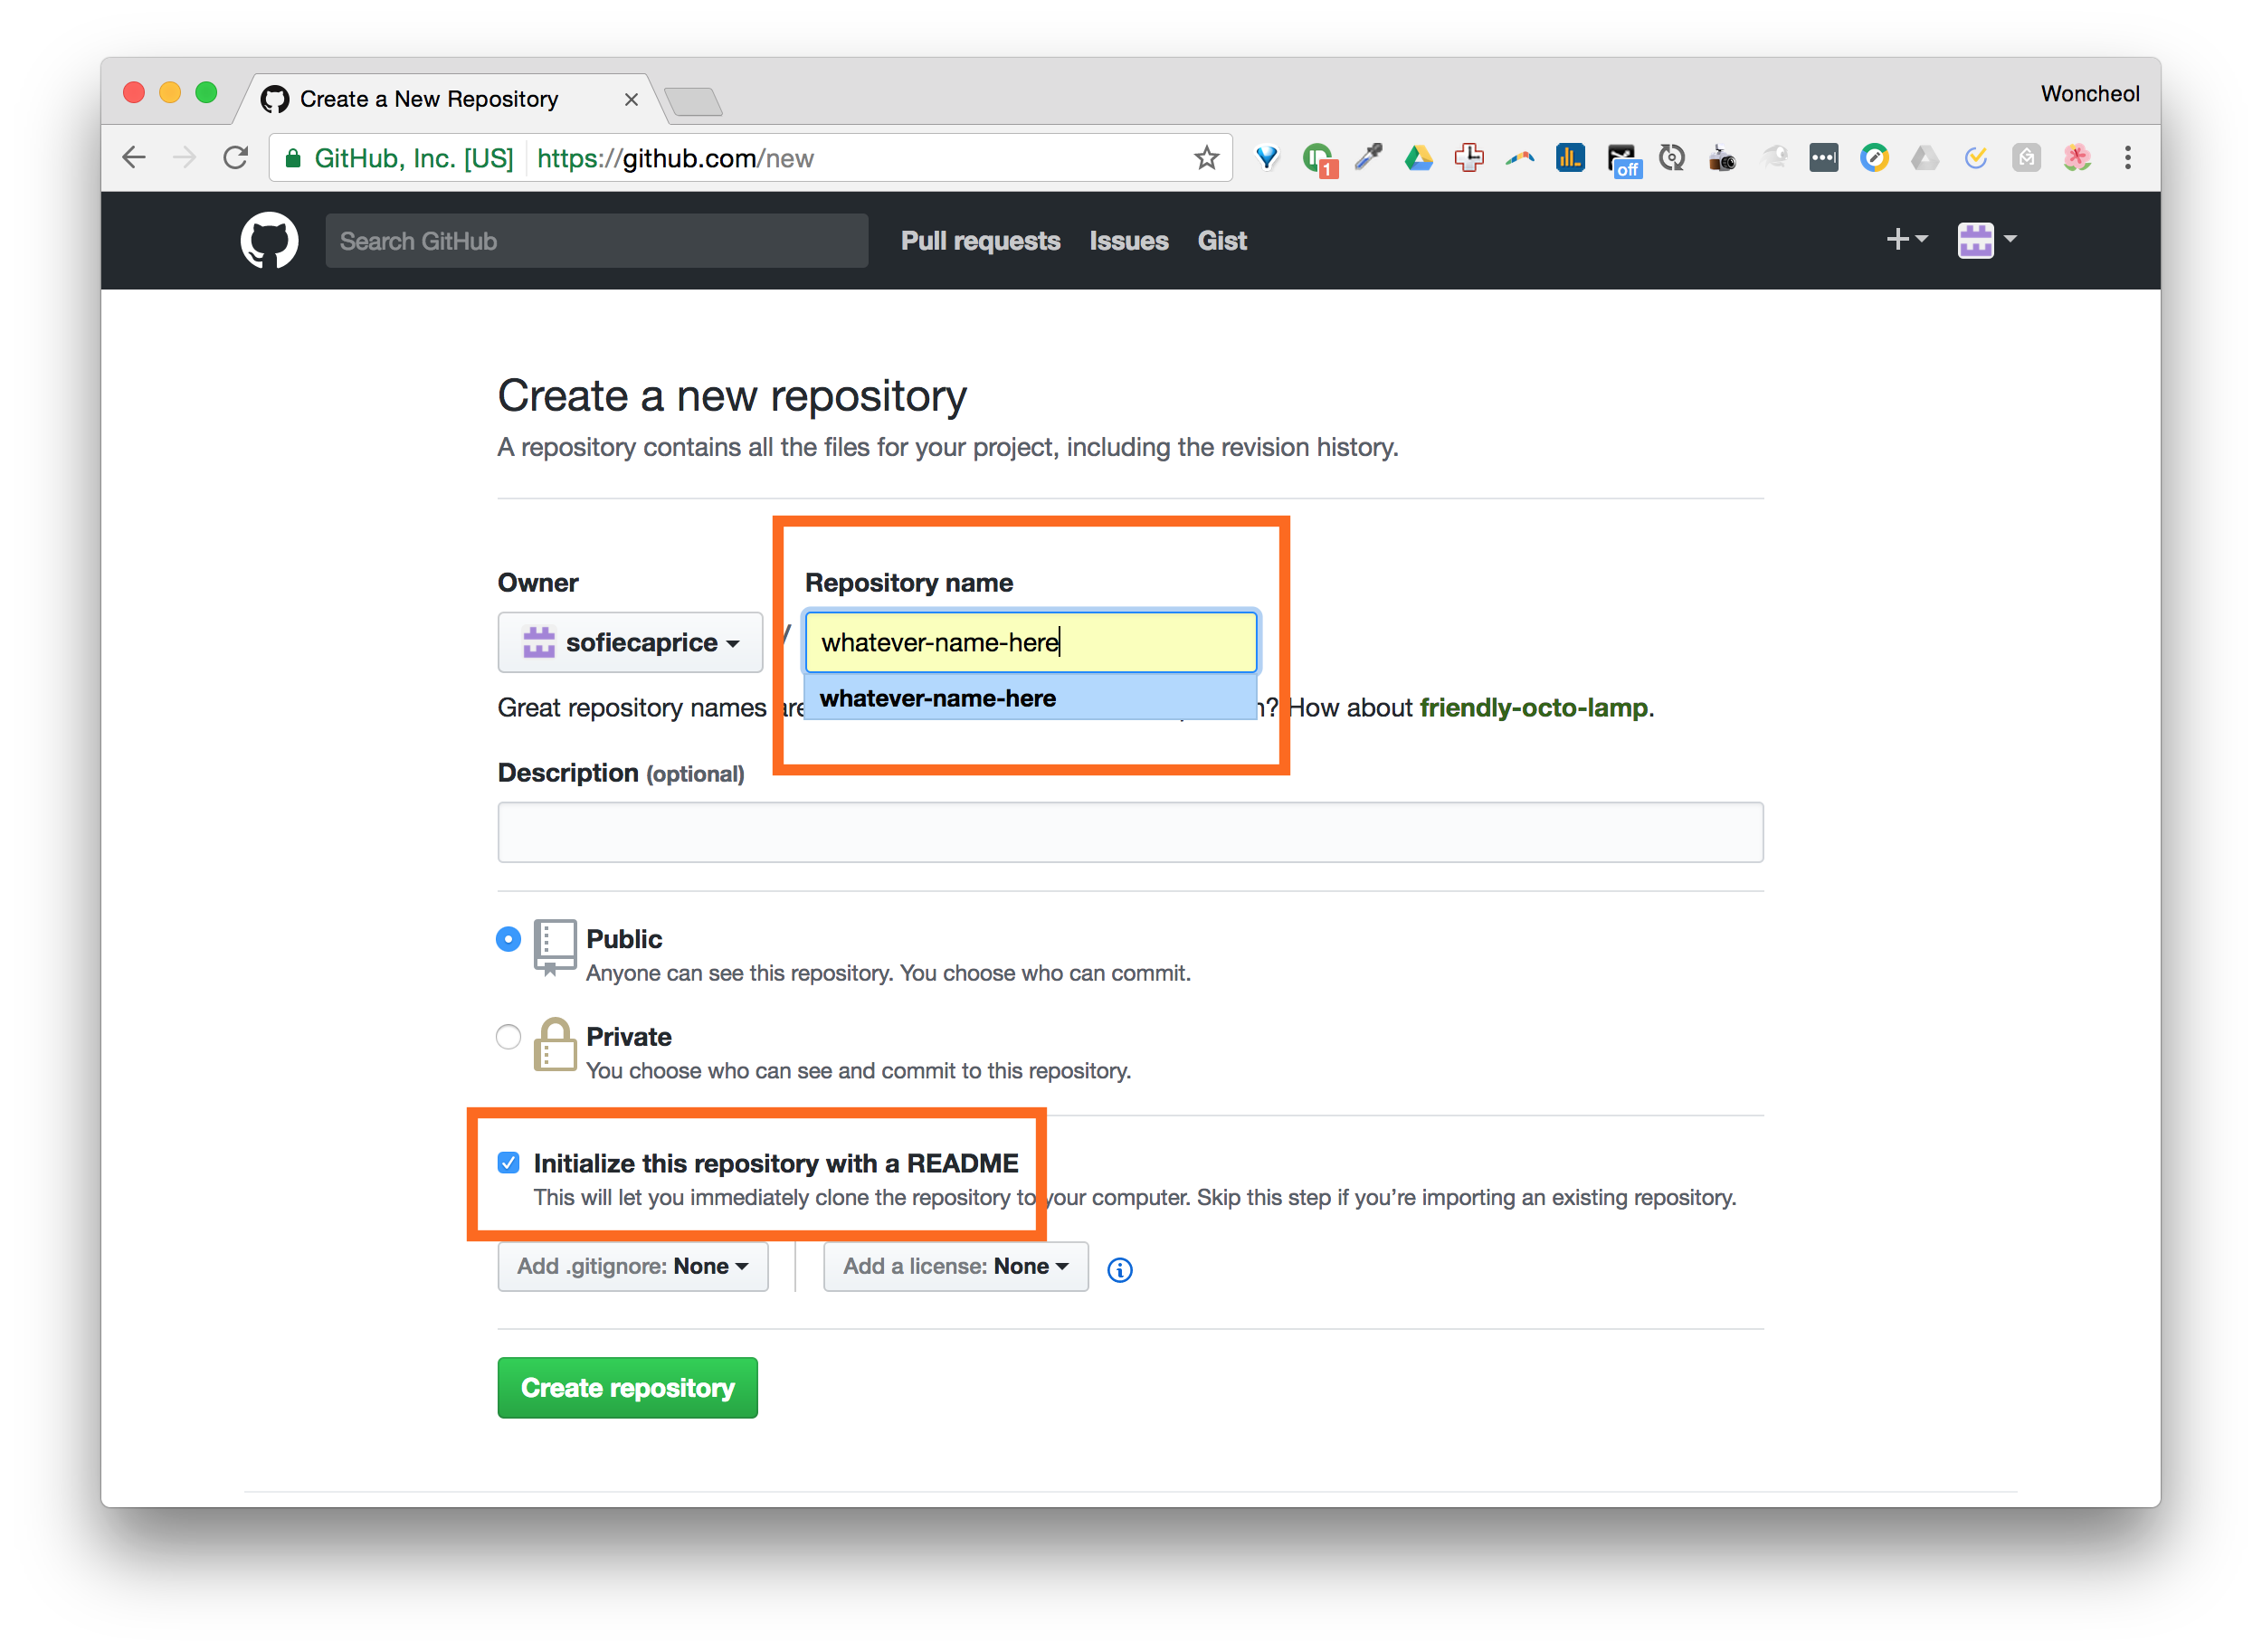 Create a New Repository
Woncheol
GitHub, Inc. [US] https://github.com/new
1
off
Search GitHub Pull requests Issues Gist
Create a new repository
A repository contains all the files for your project, including the revision history.
Owner Repository name
sofiecaprice / whatever-name-here
whatever-name-here
Great repository names are ? How about friendly-octo-lamp.
Description (optional)
Public
Anyone can see this repository. You choose who can commit.
Private
You choose who can see and commit to this repository.
Initialize this repository with a README
This will let you immediately clone the repository to your computer. Skip this step if you’re importing an existing repository.
Add .gitignore: None Add a license: None
Create repository